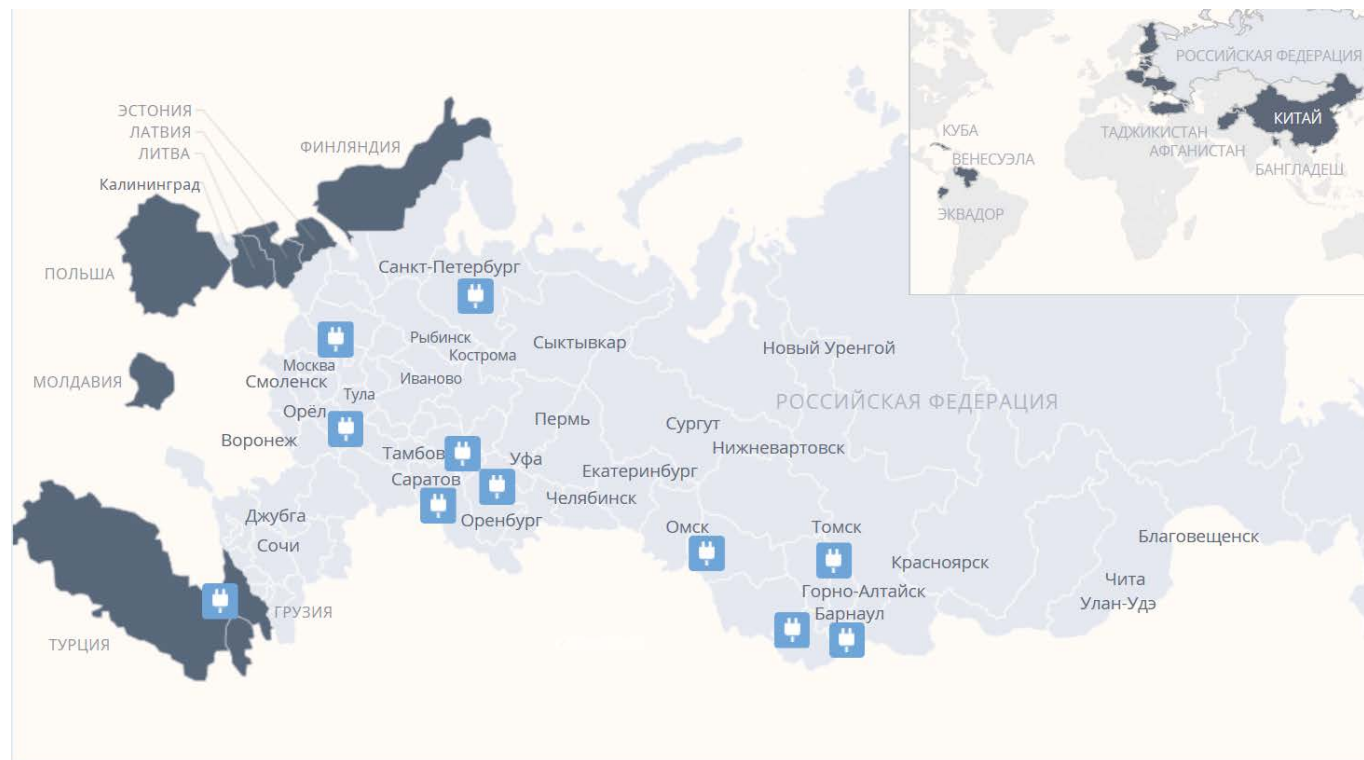 ЭСТОНИЯ
ЛАТВИЯ
ЛИТВА
Калининград
ФИНЛЯНДИЯ
ПОЛЬША
МОЛДАВИЯ
ТУРЦИЯ
ГРУЗИЯ
Санкт-Петербург
Рыбинск
Кострома
Сыктывкар
Новый Уренгой
Москва
Смоленск
Иваново
Тула
РОССИЙСКАЯ ФЕДЕРАЦИЯ
Орёл
Воронеж
Пермь
Сургут
Нижневартовск
Тамбов
Уфа
Саратов
Екатеринбург
Челябинск
Оренбург
Джубга
Сочи
Омск
Томск
Красноярск
Горно-Алтайск
Барнаул
Благовещенск
Чита
Улан-Удэ
РОССИЙСКАЯ ФЕДЕРАЦИЯ
КИТАЙ
КУБА
ТАДЖИКИСТАН
АФГАНИСТАН
ВЕНЕСУЭЛА
БАНГЛАДЕШ
ЭКВАДОР